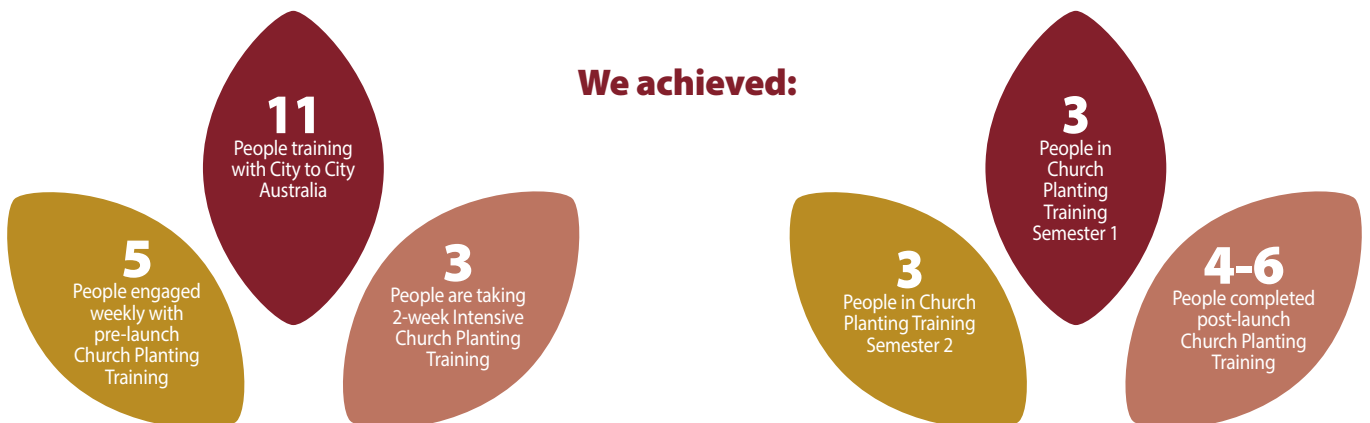 We achieved:
11
People training
with City to City
Australia
5
People engaged
weekly with
pre-launch
Church Planting
Training
3
People are taking
2-week Intensive
Church Planting
Training
3
People in
Church
Planting
Training
Semester 1
3
People in Church
Planting Training
Semester 2
4-6
People completed
post-launch
Church Planting
Training